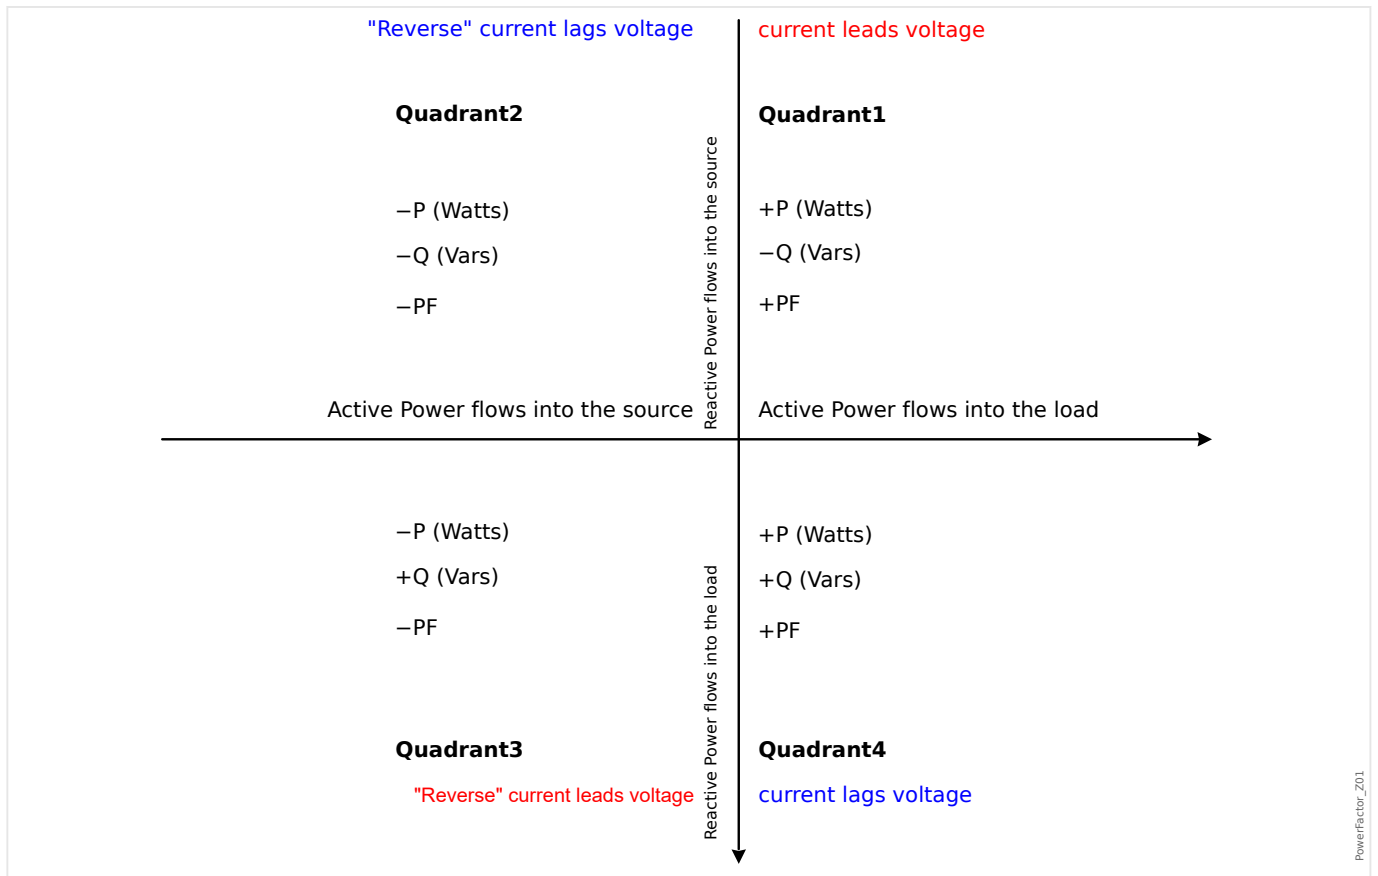 "Reverse" current lags voltage
current leads voltage
Quadrant2
Quadrant1
−P (Watts)
−Q (Vars)
−PF
Reactive Power flows into the source
+P (Watts)
−Q (Vars)
+PF
Active Power flows into the source
Active Power flows into the load
−P (Watts)
+Q (Vars)
−PF
Reactive Power flows into the load
+P (Watts)
+Q (Vars)
+PF
Quadrant3
Quadrant4
"Reverse" current leads voltage
current lags voltage
PowerFactor_Z01